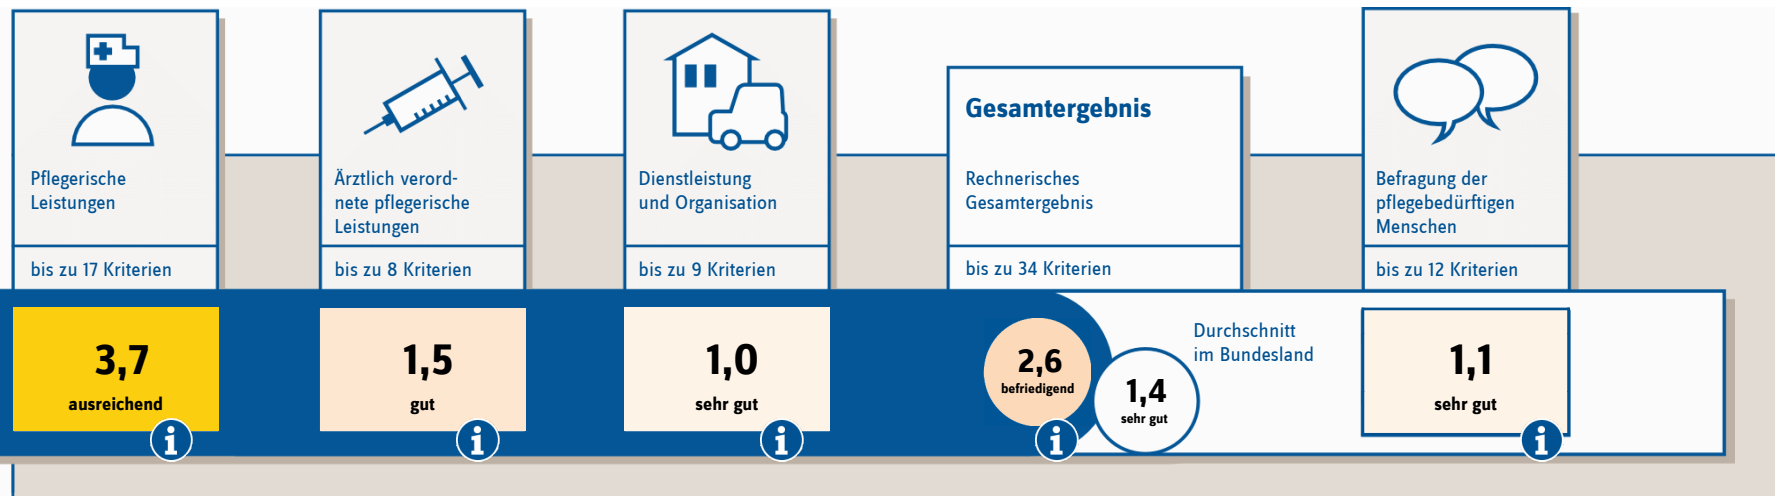 Pflegerische
Leistungen
bis zu 17 Kriterien
3,7
ausreichend
i
Ärztlich verord-
nete pflegerische
Leistungen
bis zu 8 Kriterien
1,5
gut
i
Dienstleistung
und Organisation
bis zu 9 Kriterien
1,0
sehr gut
i
Gesamtergebnis
Rechnerisches
Gesamtergebnis
bis zu 34 Kriterien
2,6
befriedigend
i
Durchschnitt
im Bundesland
1,4
sehr gut
Befragung der
pflegebedürftigen
Menschen
bis zu 12 Kriterien
1,1
sehr gut
i